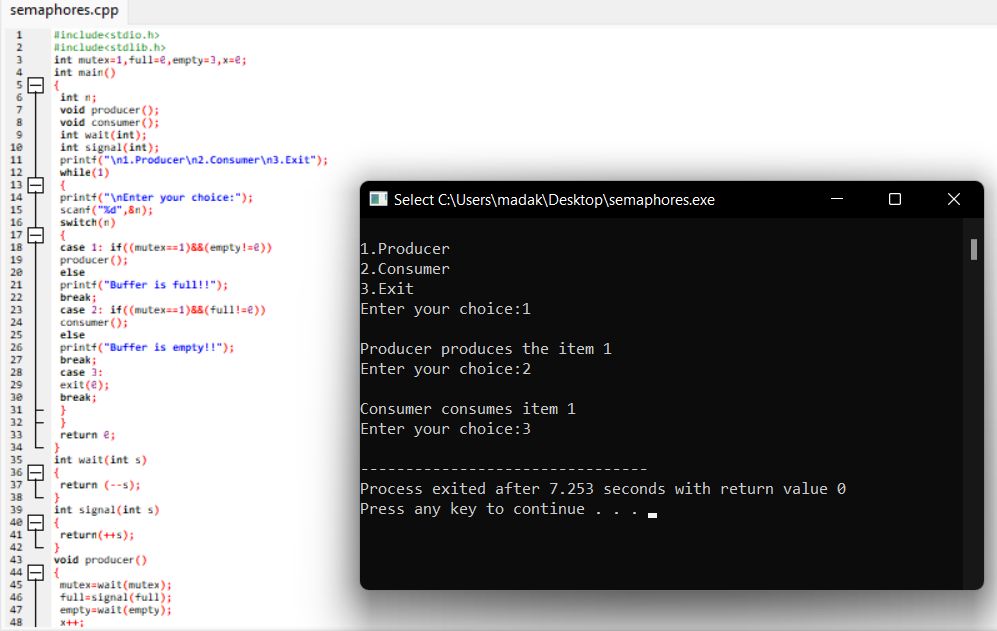 semaphores.cpp
1 #include<stdio.h>
2 #include<stdlib.h>
3 int mutex=1,full=0,empty=3,x=0;
4 int main()
5 {
6 int n;
7 void producer();
8 void consumer();
9 int wait(int);
10 int signal(int);
11 printf("\n1.Producer\n2.Consumer\n3.Exit");
12 while(1)
13 {
14 printf("\nEnter your choice:");
15 scanf("%d",&n);
16 switch(n)
17 {
18 case 1: if((mutex==1)&&(empty!=0))
19 producer();
20 else
21 printf("Buffer is full!!");
22 break;
23 case 2: if((mutex==1)&&(full!=0))
24 consumer();
25 else
26 printf("Buffer is empty!!");
27 break;
28 case 3:
29 exit(0);
30 break;
31 }
32 }
33 return 0;
34 }
35 int wait(int s)
36 {
37 return (--s);
38 }
39 int signal(int s)
40 {
41 return(++s);
42 }
43 void producer()
44 {
45 mutex=wait(mutex);
46 full=signal(full);
47 empty=wait(empty);
48 x++;
Select C:\Users\madak\Desktop\semaphores.exe
1.Producer
2.Consumer
3.Exit
Enter your choice:1
Producer produces the item 1
Enter your choice:2
Consumer consumes item 1
Enter your choice:3
--------------------------------
Process exited after 7.253 seconds with return value 0
Press any key to continue . . .